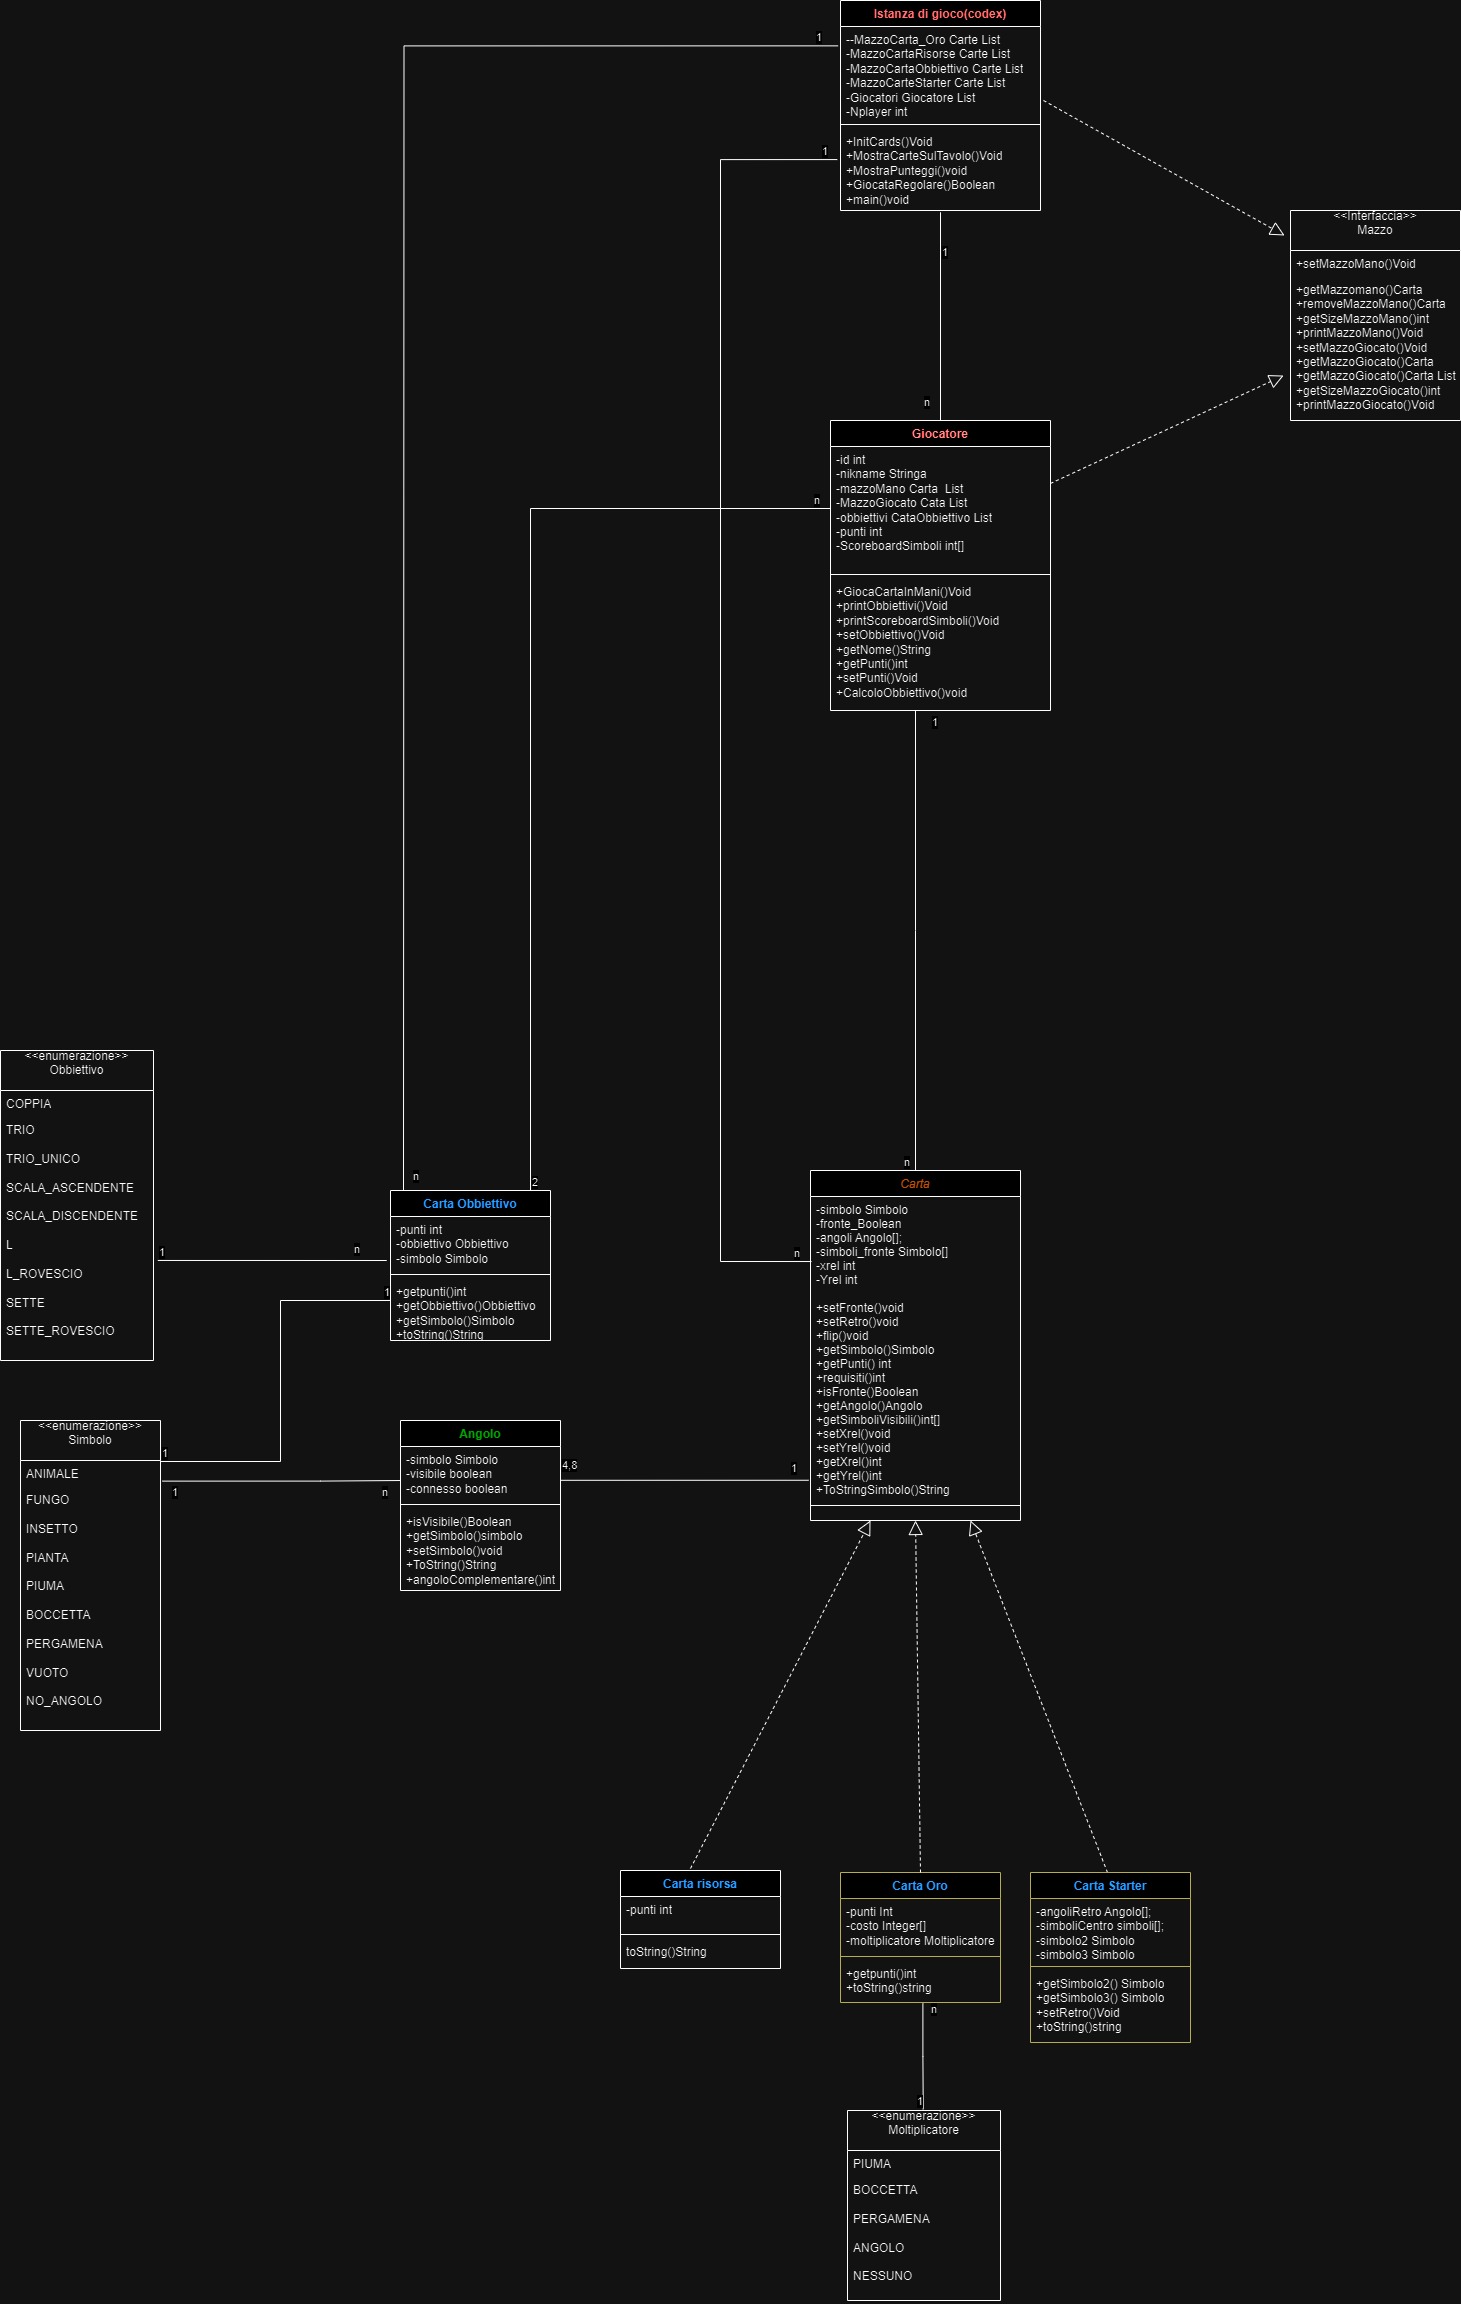 Istanza di gioco(codex)
--MazzoCarta_Oro Carte List
-MazzoCartaRisorse Carte List
-MazzoCartaObbiettivo Carte List
-MazzoCarteStarter Carte List
-Giocatori Giocatore List
-Nplayer int
+InitCards()Void
+MostraCarteSulTavolo()Void
+MostraPunteggi()void
+GiocataRegolare()Boolean
+main()void
1
1
1
n
<<Interfaccia>>
Mazzo
+setMazzoMano()Void
+getMazzomano()Carta
+removeMazzoMano()Carta
+getSizeMazzoMano()int
+printMazzoMano()Void
+setMazzoGiocato()Void
+getMazzoGiocato()Carta
+getMazzoGiocato()Carta List
+getSizeMazzoGiocato()int
+printMazzoGiocato()Void
Giocatore
-id int
-nikname Stringa
-mazzoMano Carta  List
-MazzoGiocato Cata List
-obbiettivi CataObbiettivo List
-punti int
-ScoreboardSimboli int[]
+GiocaCartaInMani()Void
+printObbiettivi()Void
+printScoreboardSimboli()Void
+setObbiettivo()Void
+getNome()String
+getPunti()int
+setPunti()Void
+CalcoloObbiettivo()void
n
1
n
<<enumerazione>>
Obbiettivo
COPPIA
TRIO
TRIO_UNICO
SCALA_ASCENDENTE
SCALA_DISCENDENTE
L
L_ROVESCIO
SETTE
SETTE_ROVESCIO
1
n
n
2
Carta Obbiettivo
-punti int
-obbiettivo Obbiettivo
-simbolo Simbolo
+getpunti()int
+getObbiettivo()Obbiettivo
+getSimbolo()Simbolo
+toString()String
1
n
Carta
-simbolo Simbolo
-fronte_Boolean
-angoli Angolo[];
-simboli_fronte Simbolo[]
-xrel int
-Yrel int
+setFronte()void
+setRetro()void
+flip()void
+getSimbolo()Simbolo
+getPunti() int
+requisiti()int
+isFronte()Boolean
+getAngolo()Angolo
+getSimboliVisibili()int[]
+setXrel()void
+setYrel()void
+getXrel()int
+getYrel()int
+ToStringSimbolo()String
<<enumerazione>>
Simbolo
ANIMALE
FUNGO
INSETTO
PIANTA
PIUMA
BOCCETTA
PERGAMENA
VUOTO
NO_ANGOLO
1
1
n
Angolo
-simbolo Simbolo
-visibile boolean
-connesso boolean
+isVisibile()Boolean
+getSimbolo()simbolo
+setSimbolo()void
+ToString()String
+angoloComplementare()int
4,8
1
Carta risorsa
-punti int
toString()String
Carta Oro
-punti Int
-costo Integer[]
-moltiplicatore Moltiplicatore
+getpunti()int
+toString()string
Carta Starter
-angoliRetro Angolo[];
-simboliCentro simboli[];
-simbolo2 Simbolo
-simbolo3 Simbolo
+getSimbolo2() Simbolo
+getSimbolo3() Simbolo
+setRetro()Void
+toString()string
n
1
<<enumerazione>>
Moltiplicatore
PIUMA
BOCCETTA
PERGAMENA
ANGOLO
NESSUNO